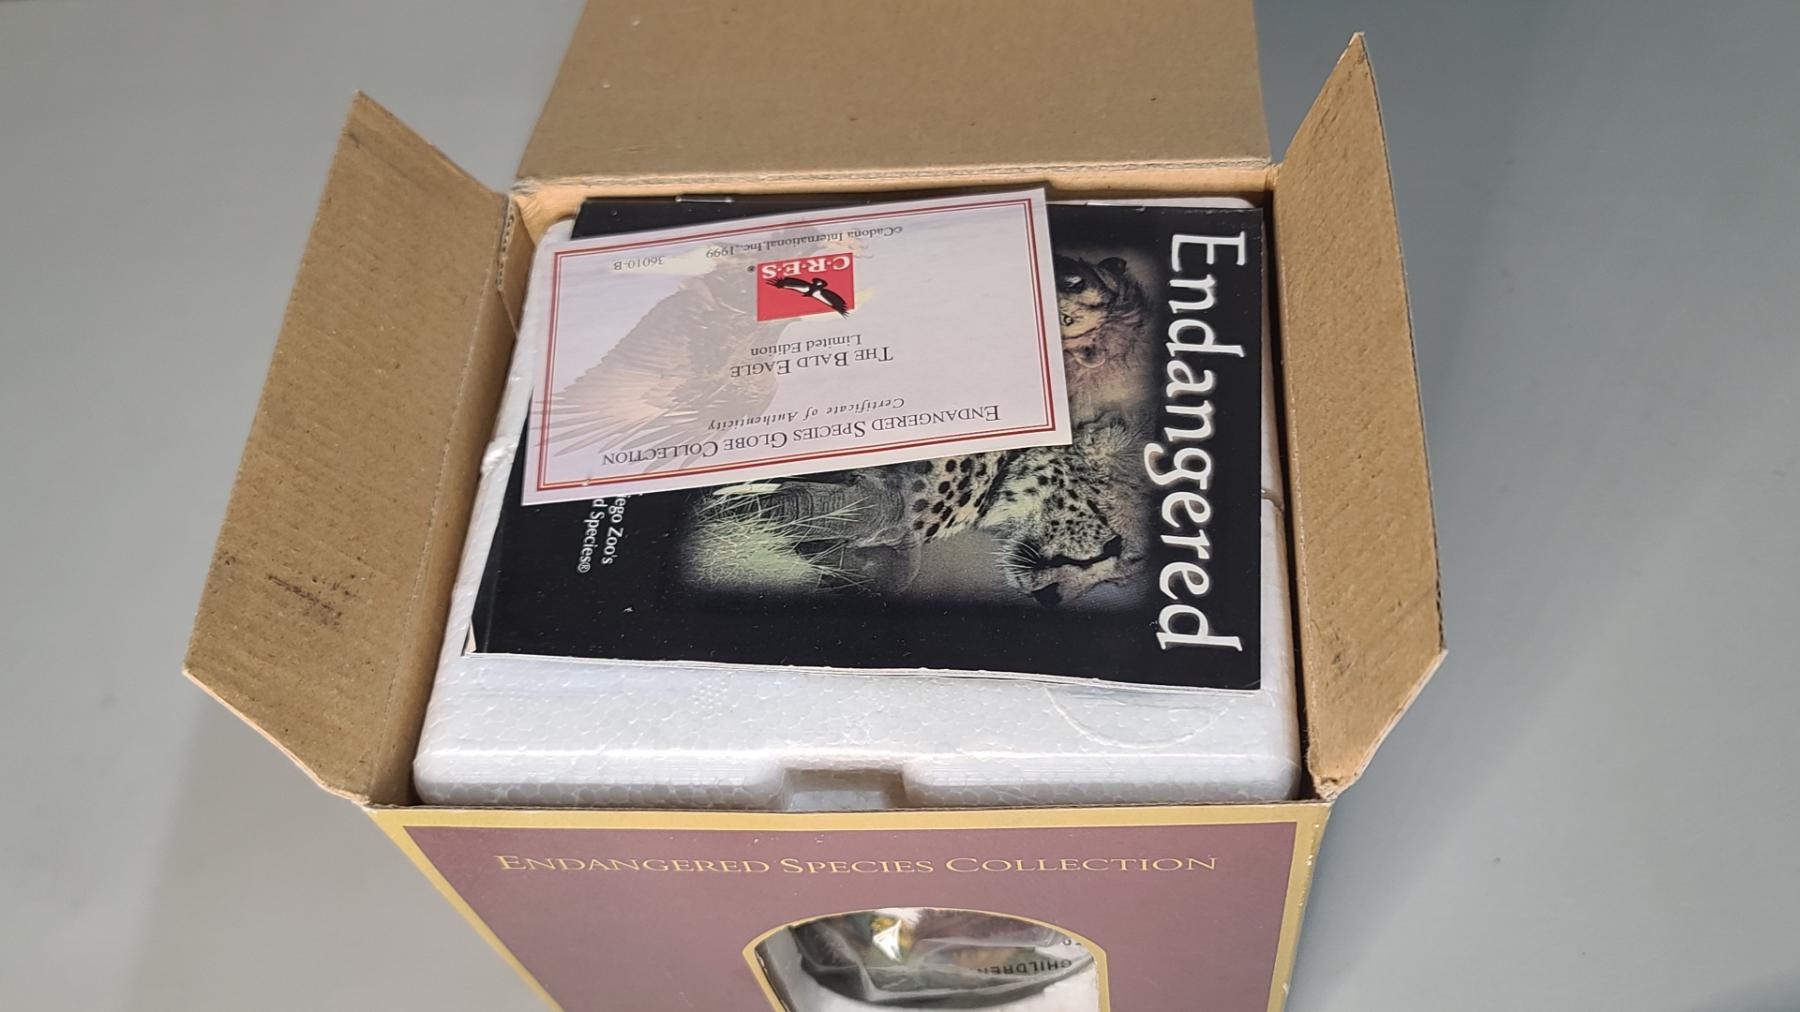 ENDANGERED SPECIES GLOBE COLLECTION
Certificate of Authenticity
THE BALD EAGLE
Limited Edition
C·R·E·S®
36010-B
©Cadona International, Inc., 1999
Endangered
Zoo's
Species®
ENDANGERED SPECIES COLLECTION
CHILDREN